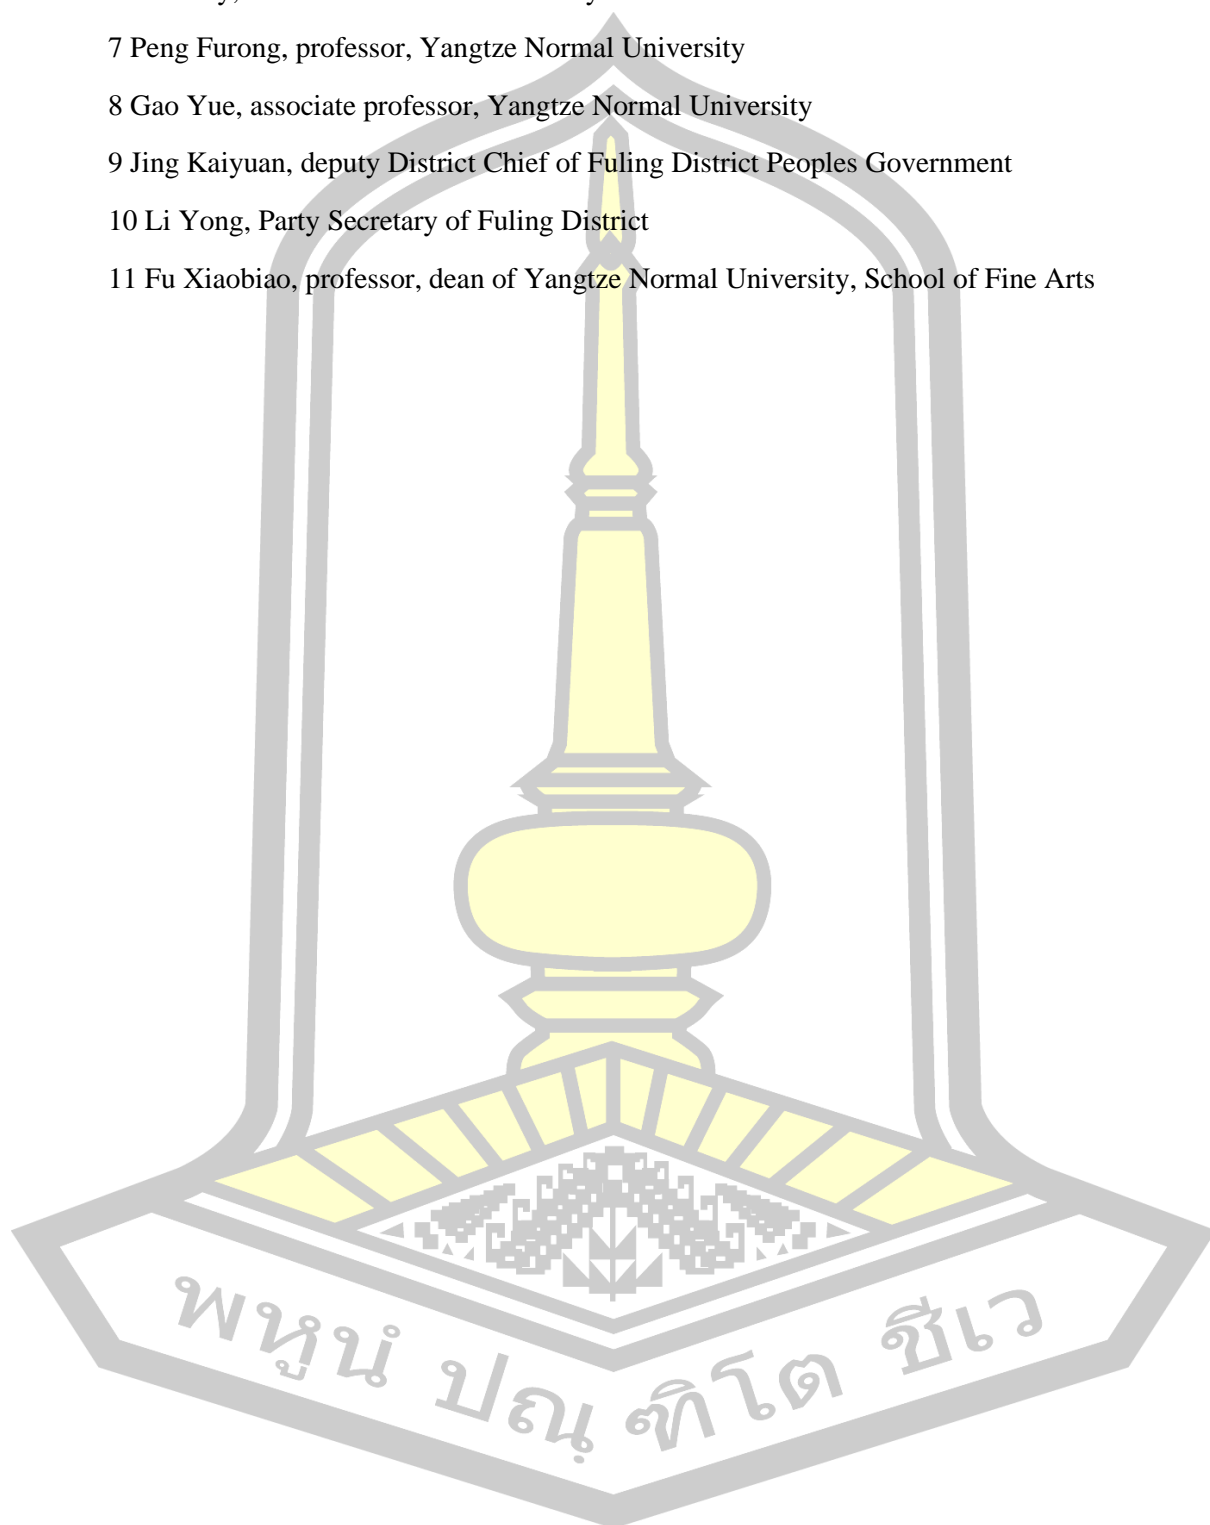 7 Peng Furong, professor, Yangtze Normal University
8 Gao Yue, associate professor, Yangtze Normal University
9 Jing Kaiyuan, deputy District Chief of Fuling District Peoples Government
10 Li Yong, Party Secretary of Fuling District
11 Fu Xiaobiao, professor, dean of Yangtze Normal University, School of Fine Arts
พหูนํ ปณฺ ฑิโต ชีเว